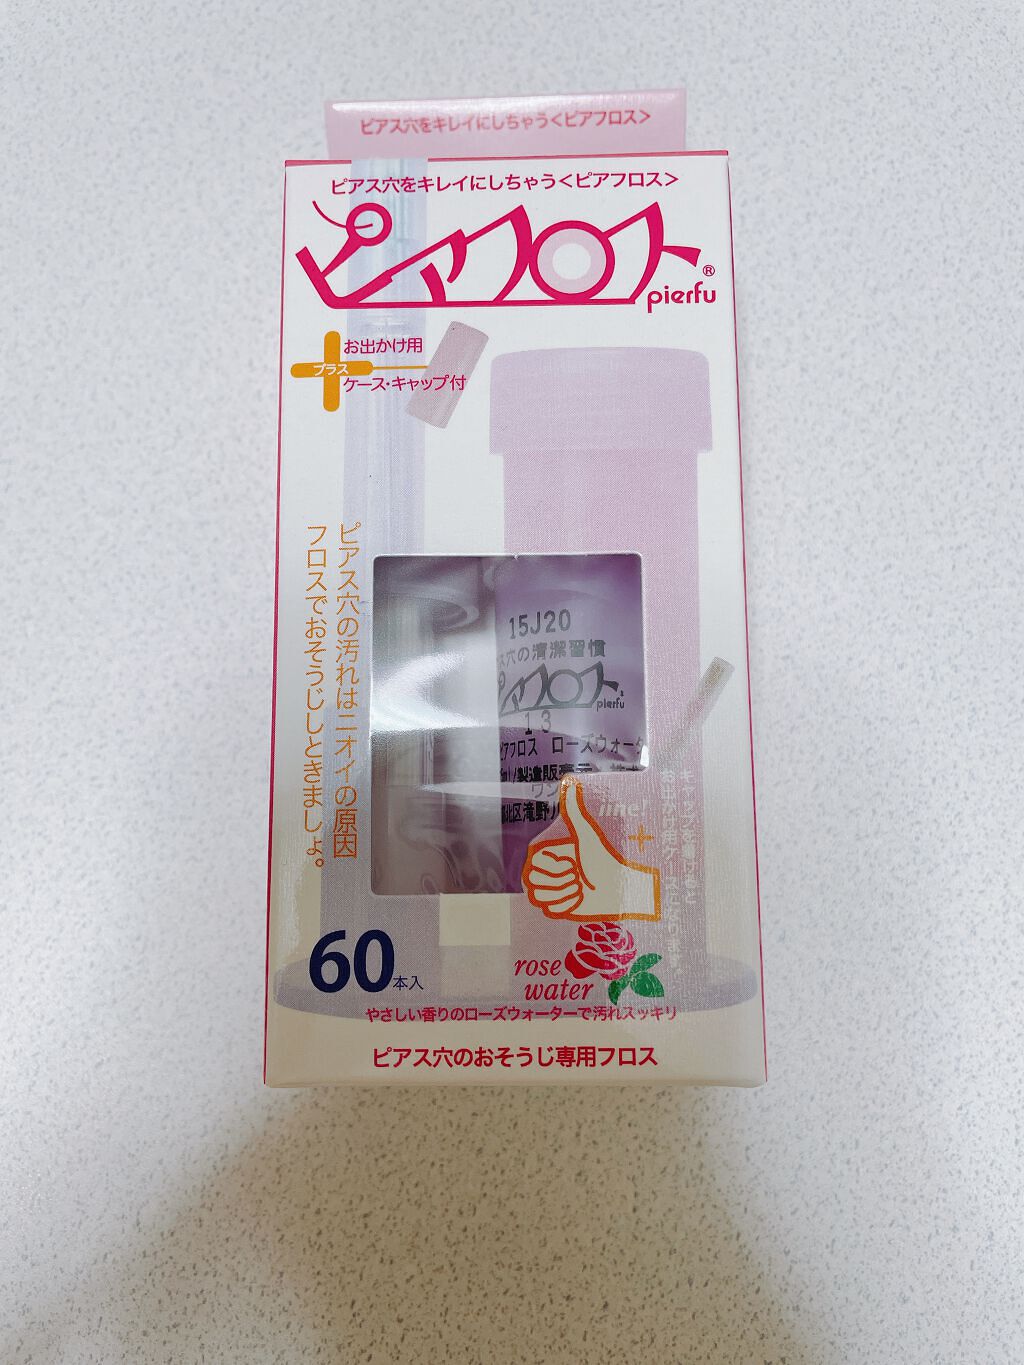 ピアス穴をキレイにしちゃう<ピアフロス>
ピアス穴をキレイにしちゃう<ピアフロス>
ピアフロス®
pierfu
プラス
お出かけ用
ケース・キャップ付
ピアス穴の汚れはニオイの原因
フロスでおそうじしときましょ。
15J20
ス穴の清潔習慣
ピアフロス
pierfu
13
ピアフロス ローズウォータ
北区滝野
60本入
rose
water
やさしい香りのローズウォーターで汚れスッキリ
ピアス穴のおそうじ専用フロス